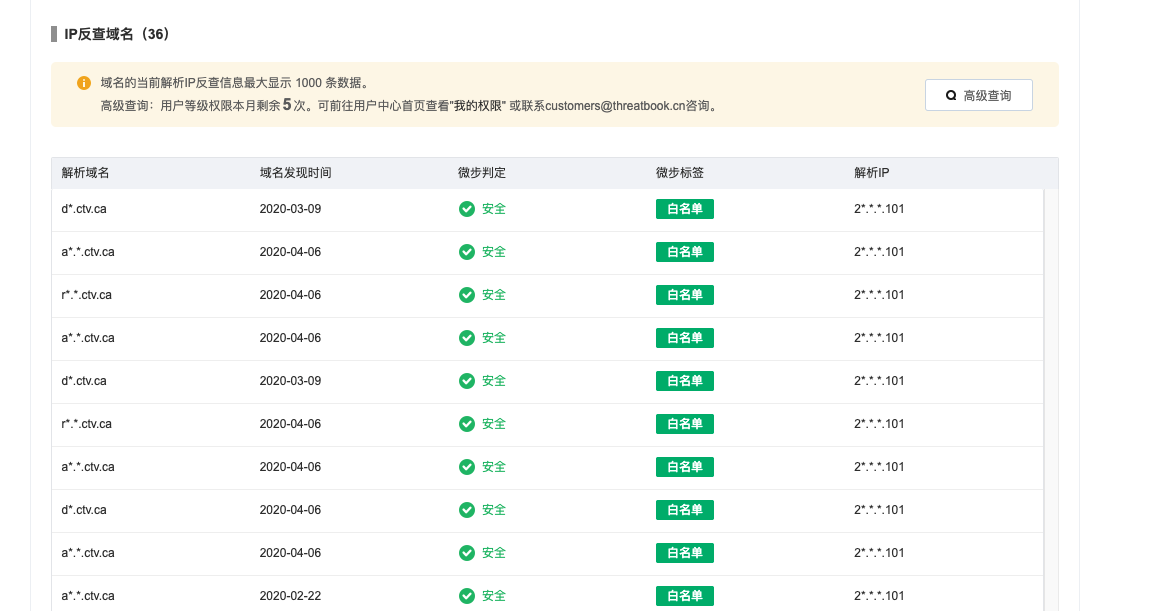 IP反查域名（36）
域名的当前解析IP反查信息最大显示 1000 条数据。
高级查询：用户等级权限本月剩余5次。可前往用户中心首页查看"我的权限" 或联系customers@threatbook.cn咨询。
高级查询
解析域名 域名发现时间 微步判定 微步标签 解析IP
d*.ctv.ca 2020-03-09 安全 白名单 2*.*.*.101
a*.*.ctv.ca 2020-04-06 安全 白名单 2*.*.*.101
r*.*.ctv.ca 2020-04-06 安全 白名单 2*.*.*.101
a*.*.ctv.ca 2020-04-06 安全 白名单 2*.*.*.101
d*.ctv.ca 2020-03-09 安全 白名单 2*.*.*.101
r*.*.ctv.ca 2020-04-06 安全 白名单 2*.*.*.101
a*.*.ctv.ca 2020-04-06 安全 白名单 2*.*.*.101
d*.ctv.ca 2020-04-06 安全 白名单 2*.*.*.101
a*.*.ctv.ca 2020-04-06 安全 白名单 2*.*.*.101
a*.*.ctv.ca 2020-02-22 安全 白名单 2*.*.*.101